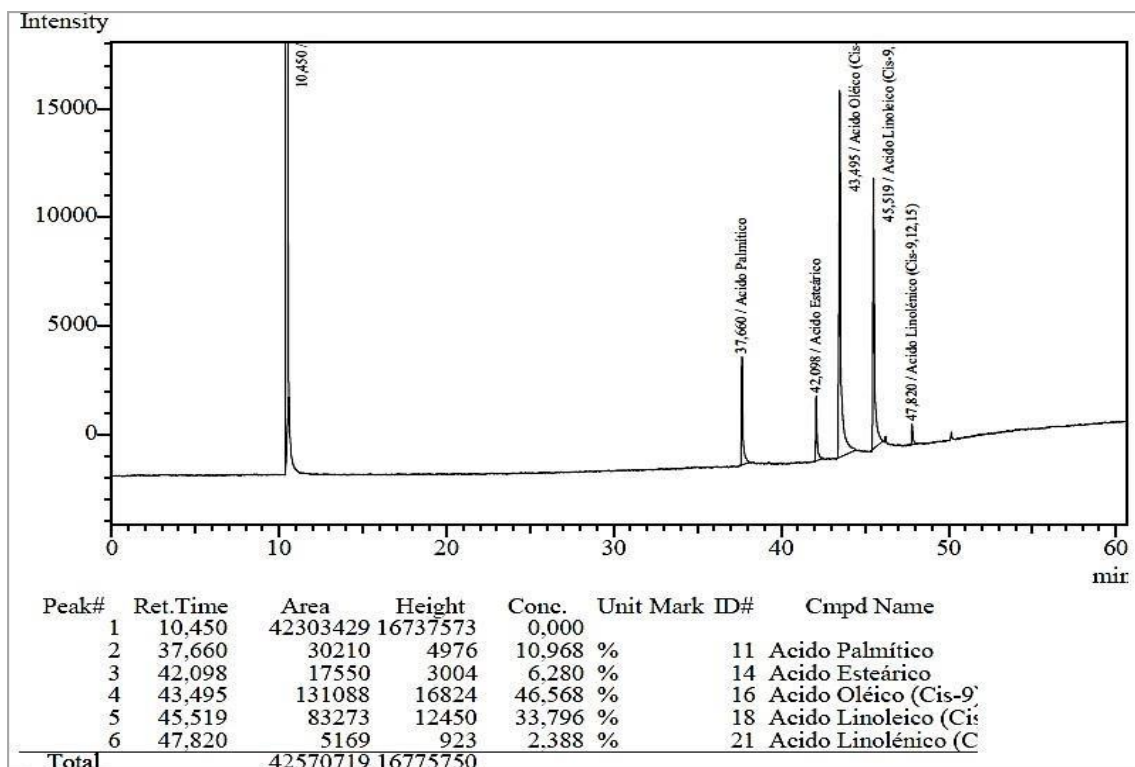 Intensity
15000
10000
5000
0
10,450 /
37,660 / Acido Palmítico
42,098 / Acido Esteárico
43,495 / Acido Oléico (Cis-
45,519 / Acido Linoleico (Cis-9,
47,820 / Acido Linolénico (Cis-9,12,15)
0 10 20 30 40 50 60
min
Peak# Ret.Time Area Height Conc. Unit Mark ID# Cmpd Name
1 10,450 42303429 16737573 0,000
2 37,660 30210 4976 10,968 % 11 Acido Palmítico
3 42,098 17550 3004 6,280 % 14 Acido Esteárico
4 43,495 131088 16824 46,568 % 16 Acido Oléico (Cis-9)
5 45,519 83273 12450 33,796 % 18 Acido Linoleico (Cis
6 47,820 5169 923 2.388 % 21 Acido Linolénico (C
Total 42570719 16775750